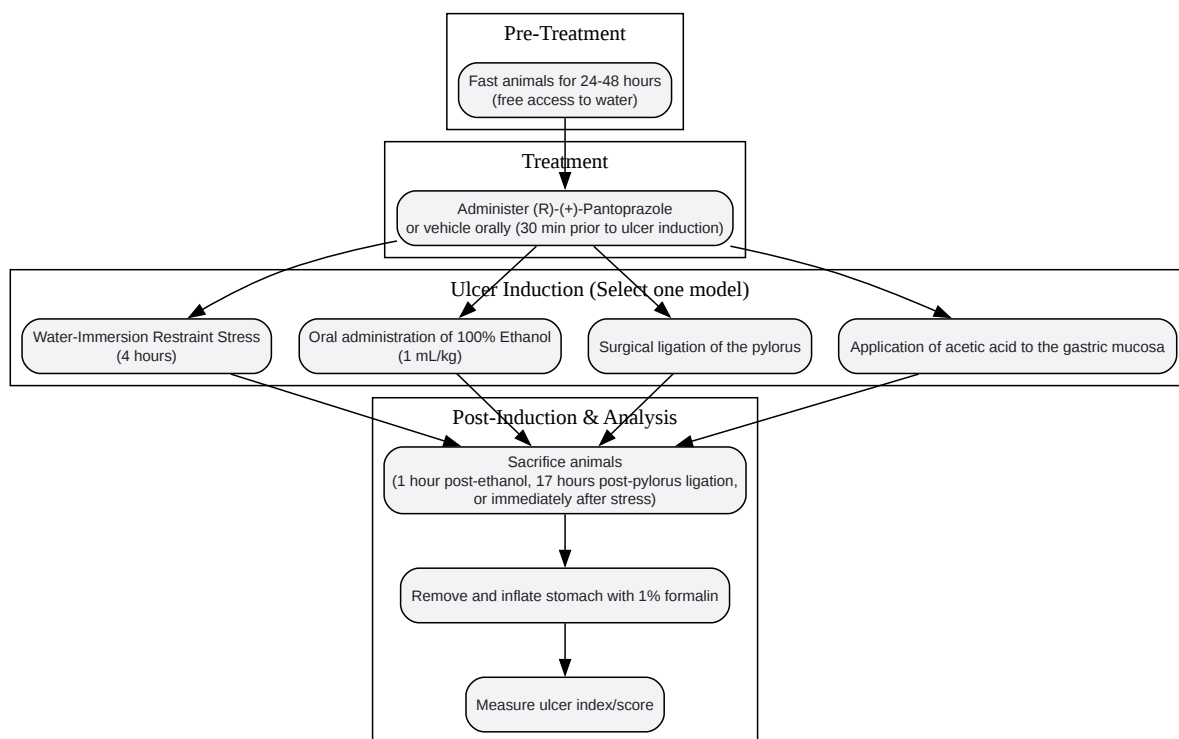 Pre-Treatment
Fast animals for 24-48 hours
(free access to water)
Treatment
Administer (R)-(+)-Pantoprazole
or vehicle orally (30 min prior to ulcer induction)
Ulcer Induction (Select one model)
Water-Immersion Restraint Stress
(4 hours)
Oral administration of 100% Ethanol
(1 mL/kg)
Surgical ligation of the pylorus
Application of acetic acid to the gastric mucosa
Post-Induction & Analysis
Sacrifice animals
(1 hour post-ethanol, 17 hours post-pylorus ligation,
or immediately after stress)
Remove and inflate stomach with 1% formalin
Measure ulcer index/score